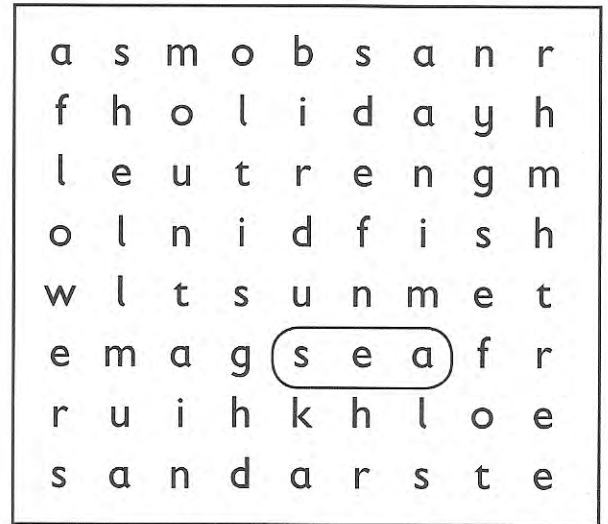 a s m o b s a n r
f h o l i d a y h
l e u t r e n g m
o l n i d f i s h
w l t s u n m e t
e m a g s e a f r
r u i h k h l o e
s a n d a r s t e